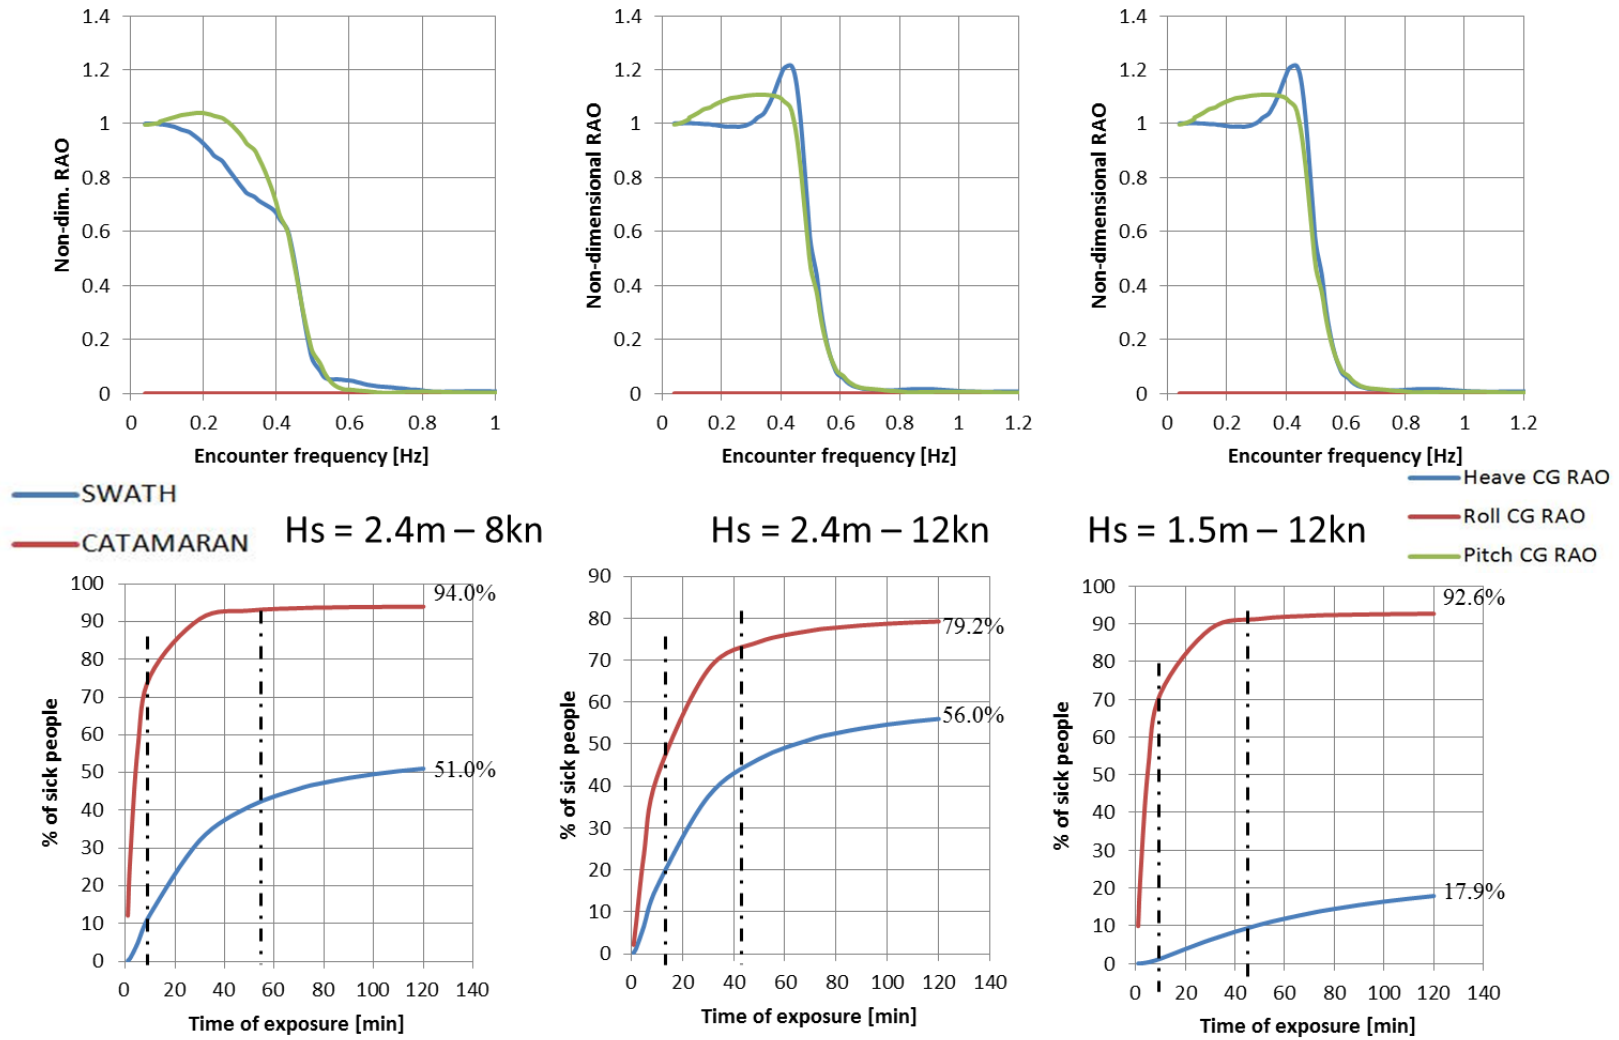 1.4
1.2
1
0.8
0.6
0.4
0.2
0
Non-dim. RAO
0 0.2 0.4 0.6 0.8 1
Encounter frequency [Hz]
1.4
1.2
1
0.8
0.6
0.4
0.2
0
Non-dimensional RAO
0 0.2 0.4 0.6 0.8 1 1.2
Encounter frequency [Hz]
1.4
1.2
1
0.8
0.6
0.4
0.2
0
Non-dimensional RAO
0 0.2 0.4 0.6 0.8 1 1.2
Encounter frequency [Hz]
SWATH
CATAMARAN
Heave CG RAO
Roll CG RAO
Pitch CG RAO
Hs = 2.4m – 8kn
Hs = 2.4m – 12kn
Hs = 1.5m – 12kn
100
90
80
70
60
50
40
30
20
10
0
% of sick people
94.0%
51.0%
0 20 40 60 80 100 120 140
Time of exposure [min]
90
80
70
60
50
40
30
20
10
0
% of sick people
79.2%
56.0%
0 20 40 60 80 100 120 140
Time of exposure [min]
100
90
80
70
60
50
40
30
20
10
0
% of sick people
92.6%
17.9%
0 20 40 60 80 100 120 140
Time of exposure [min]